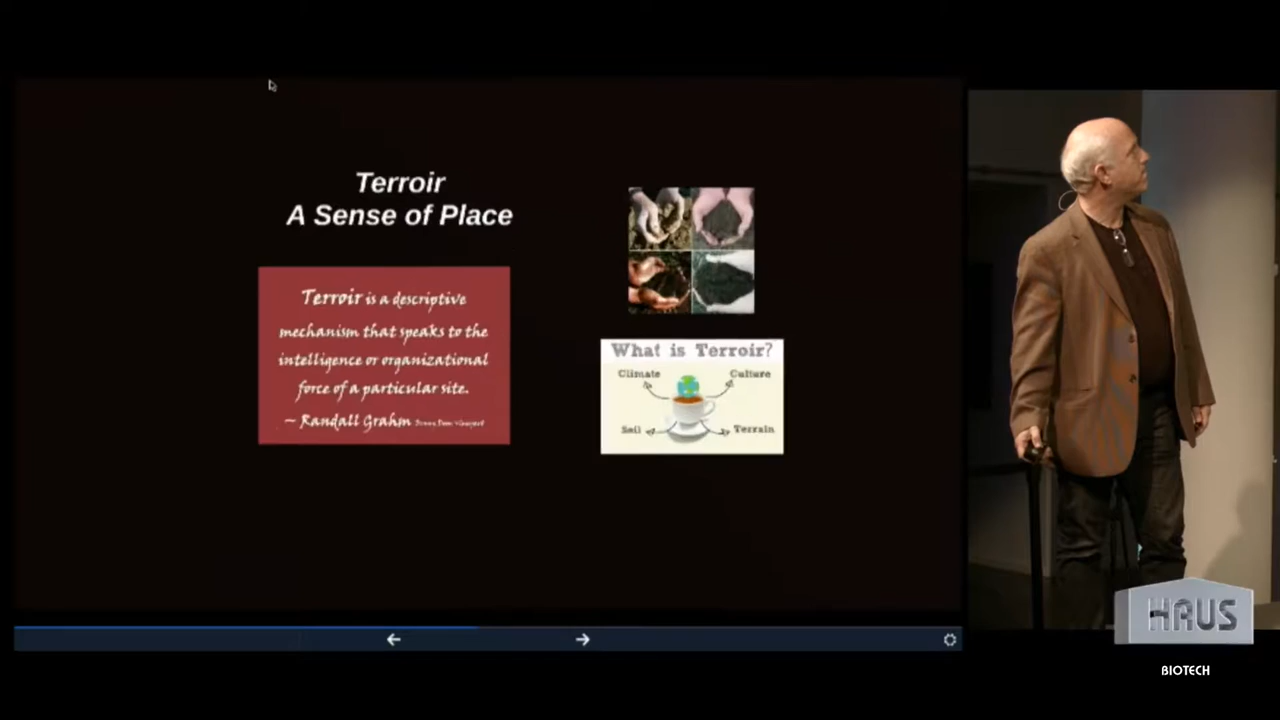 Terroir
A Sense of Place
Terroir is a descriptive
mechanism that speaks to the
intelligence or organizational
force of a particular site.
~ Randall Grahm
What is Terroir?
Climate
Culture
Soil
Terrain
HAUS
BIOTECH